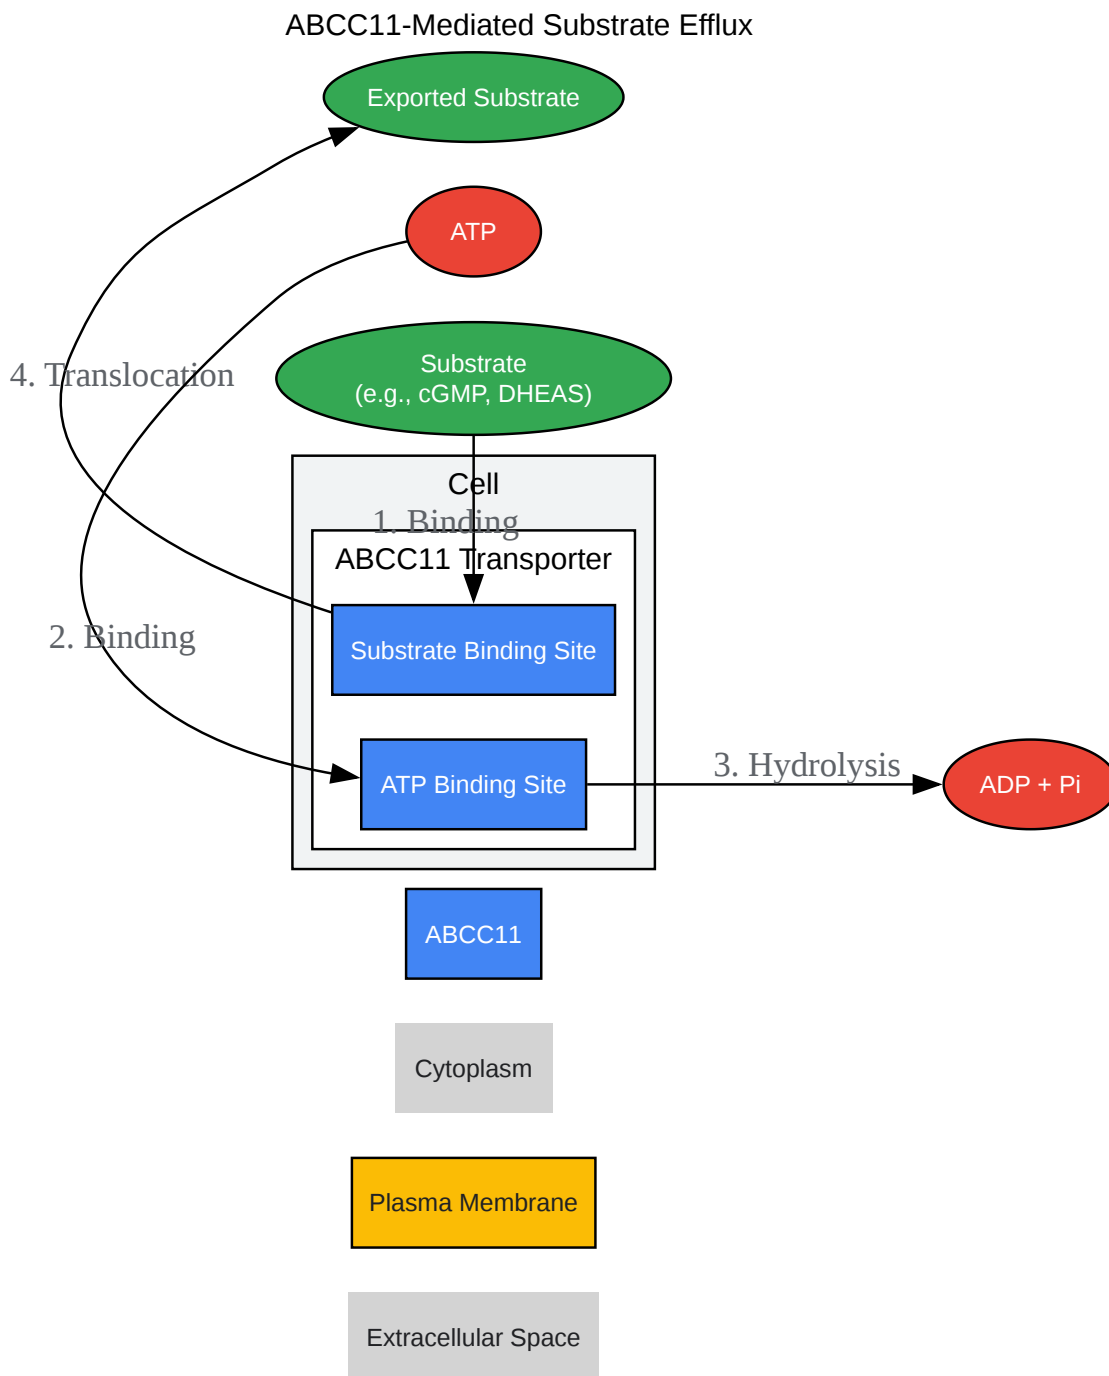 ABCC11-Mediated Substrate Efflux
Exported Substrate
ATP
4. Translocation
Substrate
(e.g., cGMP, DHEAS)
Cell
1. Binding
ABCC11 Transporter
2. Binding
Substrate Binding Site
ATP Binding Site
3. Hydrolysis
ADP + Pi
ABCC11
Cytoplasm
Plasma Membrane
Extracellular Space